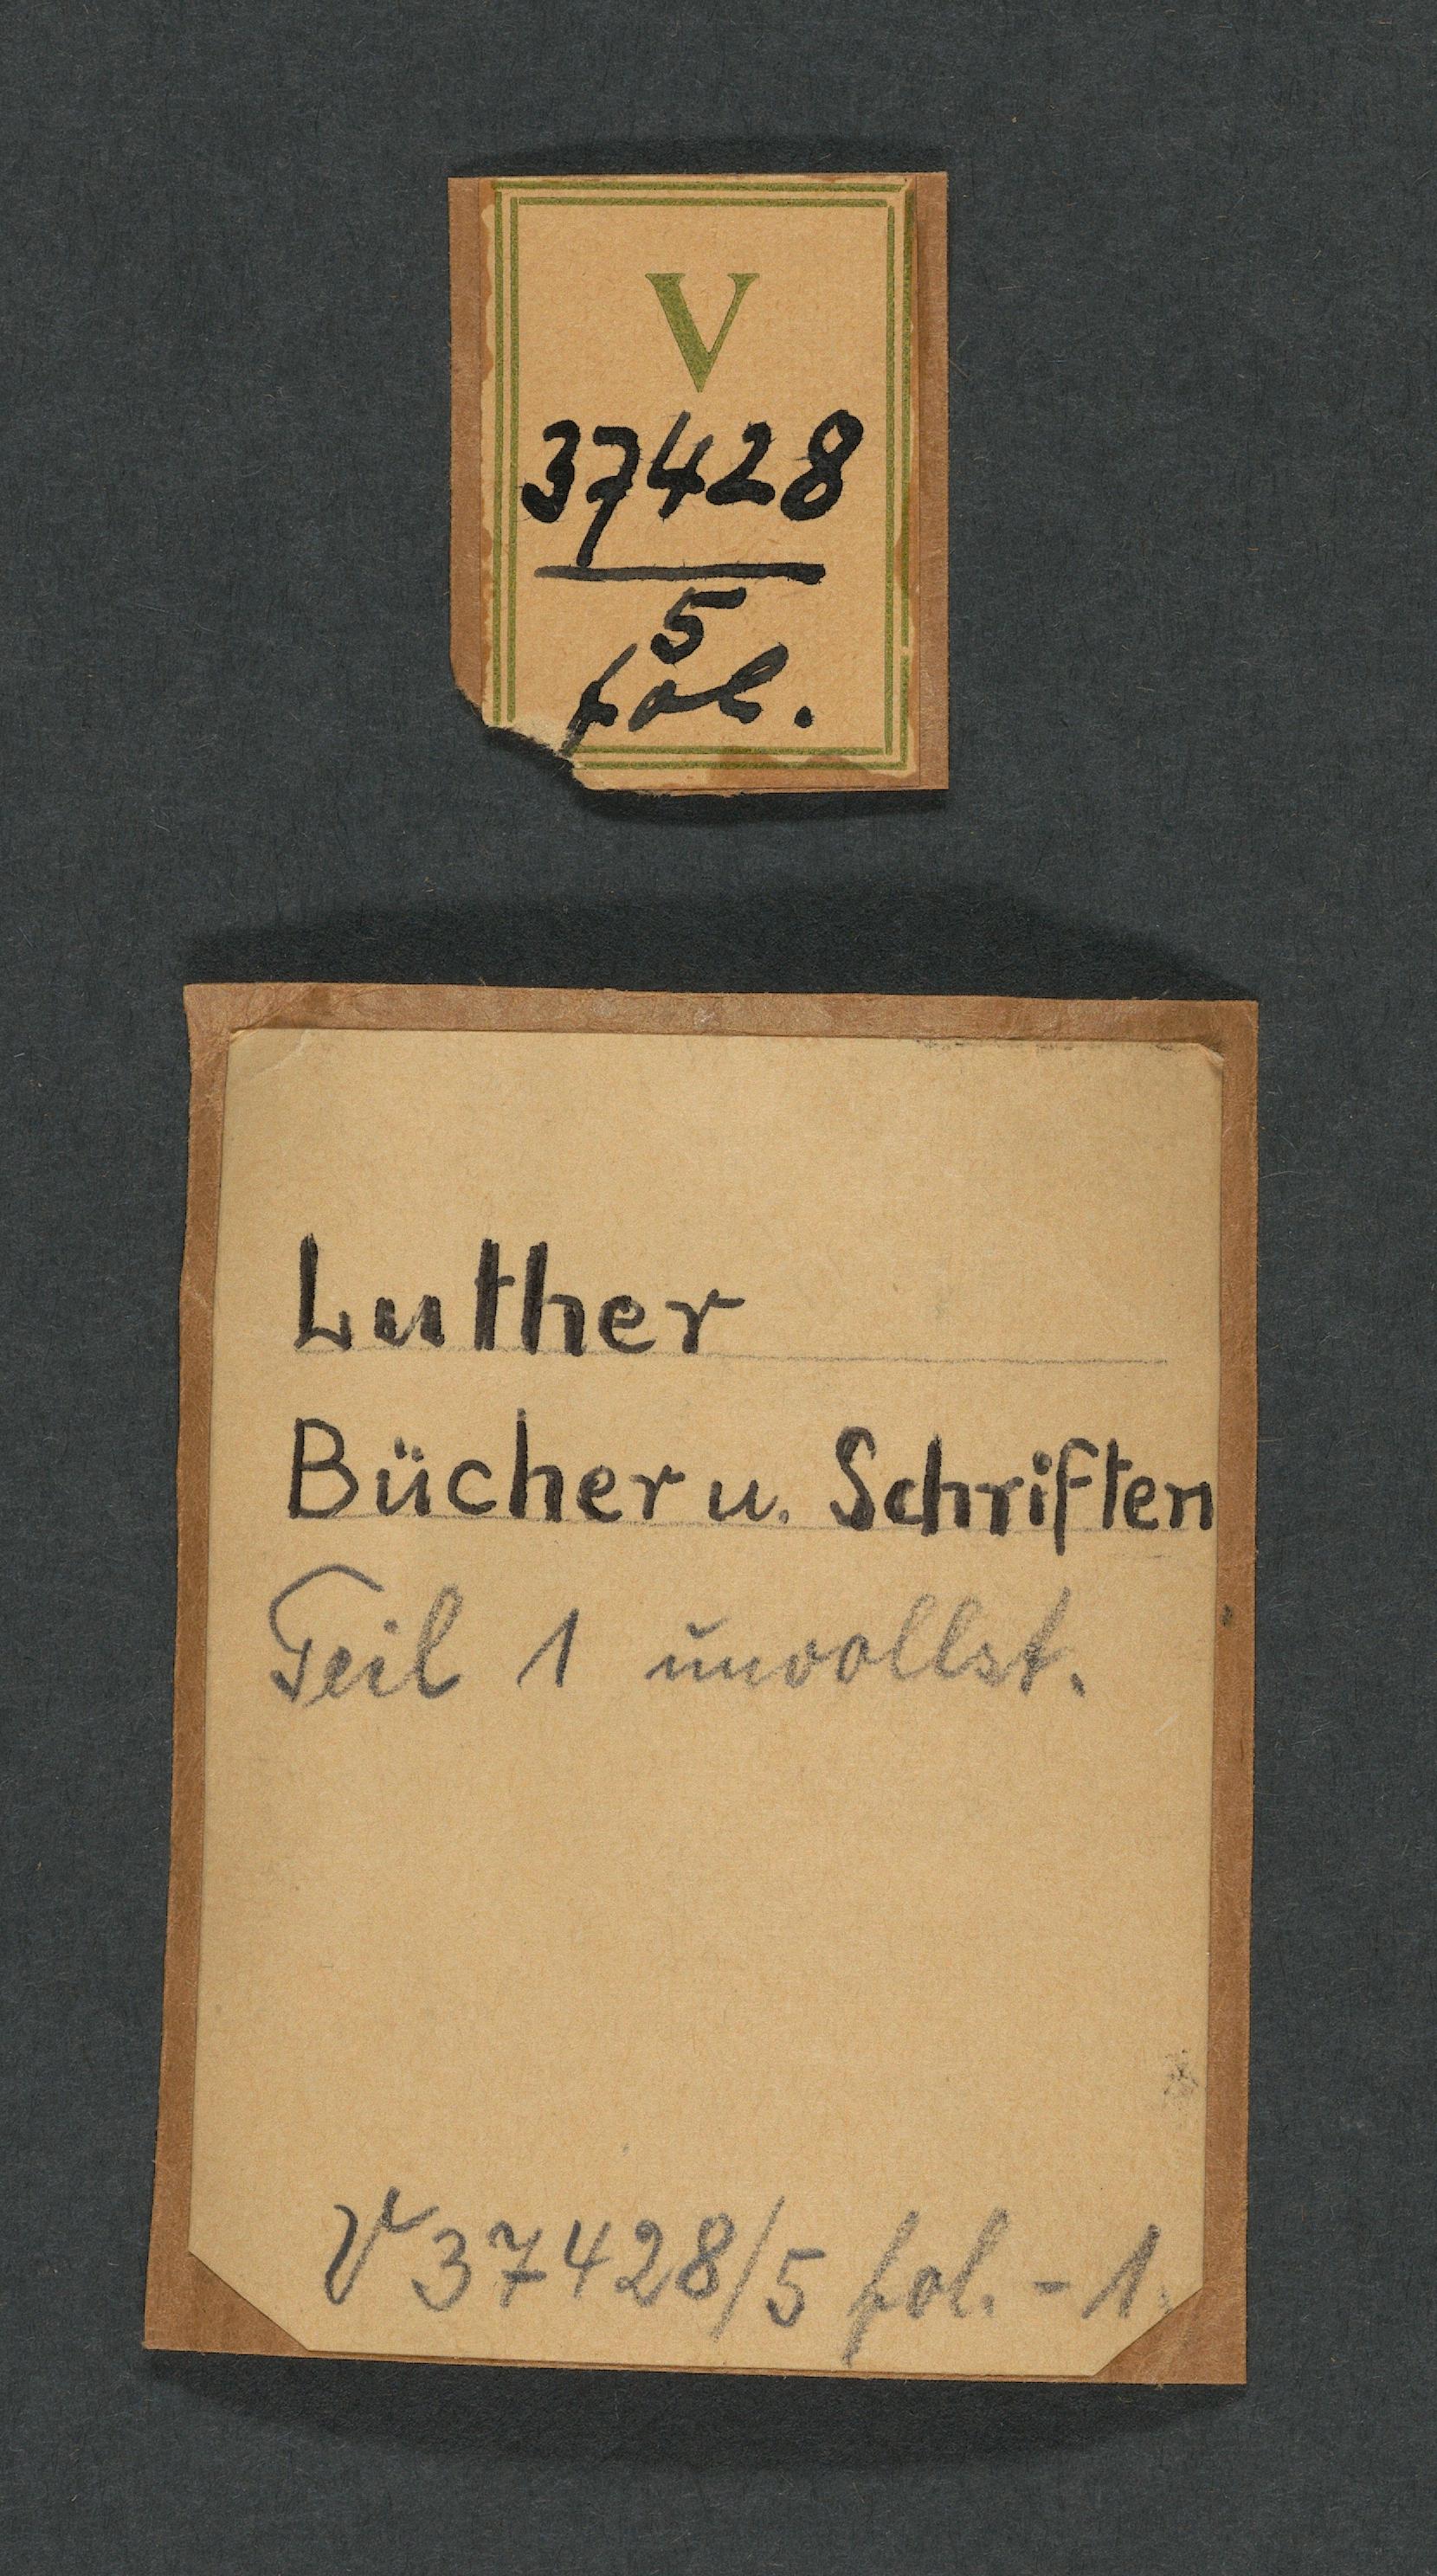 V
37428
5
fol.
Luther
Bücher u. Schriften
Teil 1 unvollst.
V 37428/5 fol. - 1.